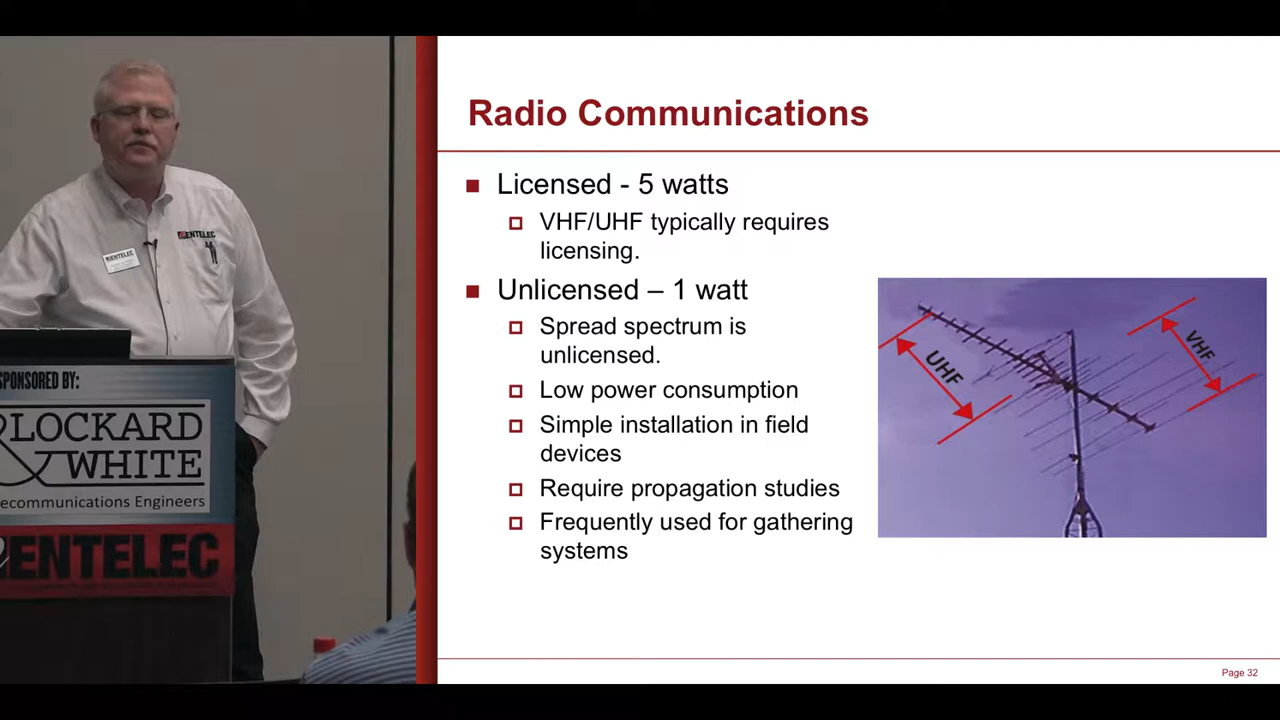 Radio Communications
Licensed - 5 watts
VHF/UHF typically requires
licensing.
Unlicensed – 1 watt
Spread spectrum is
unlicensed.
Low power consumption
Simple installation in field
devices
Require propagation studies
Frequently used for gathering
systems
UHF
VHF
Page 32
ENTELEC
ENTELEC
SPONSORED BY:
LOCKARD
& WHITE
ecommunications Engineers
ENTELEC